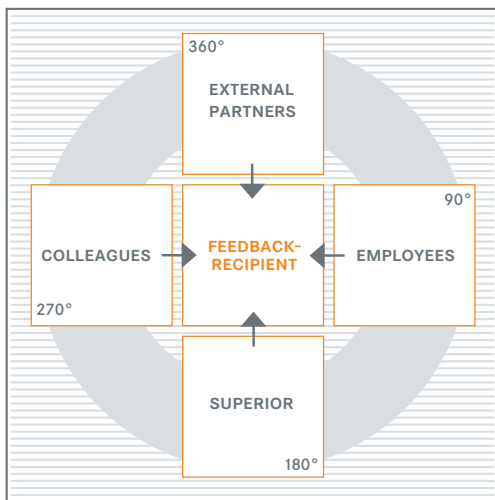 360°
EXTERNAL
PARTNERS
90°
COLLEAGUES
FEEDBACK-
RECIPIENT
EMPLOYEES
270°
SUPERIOR
180°